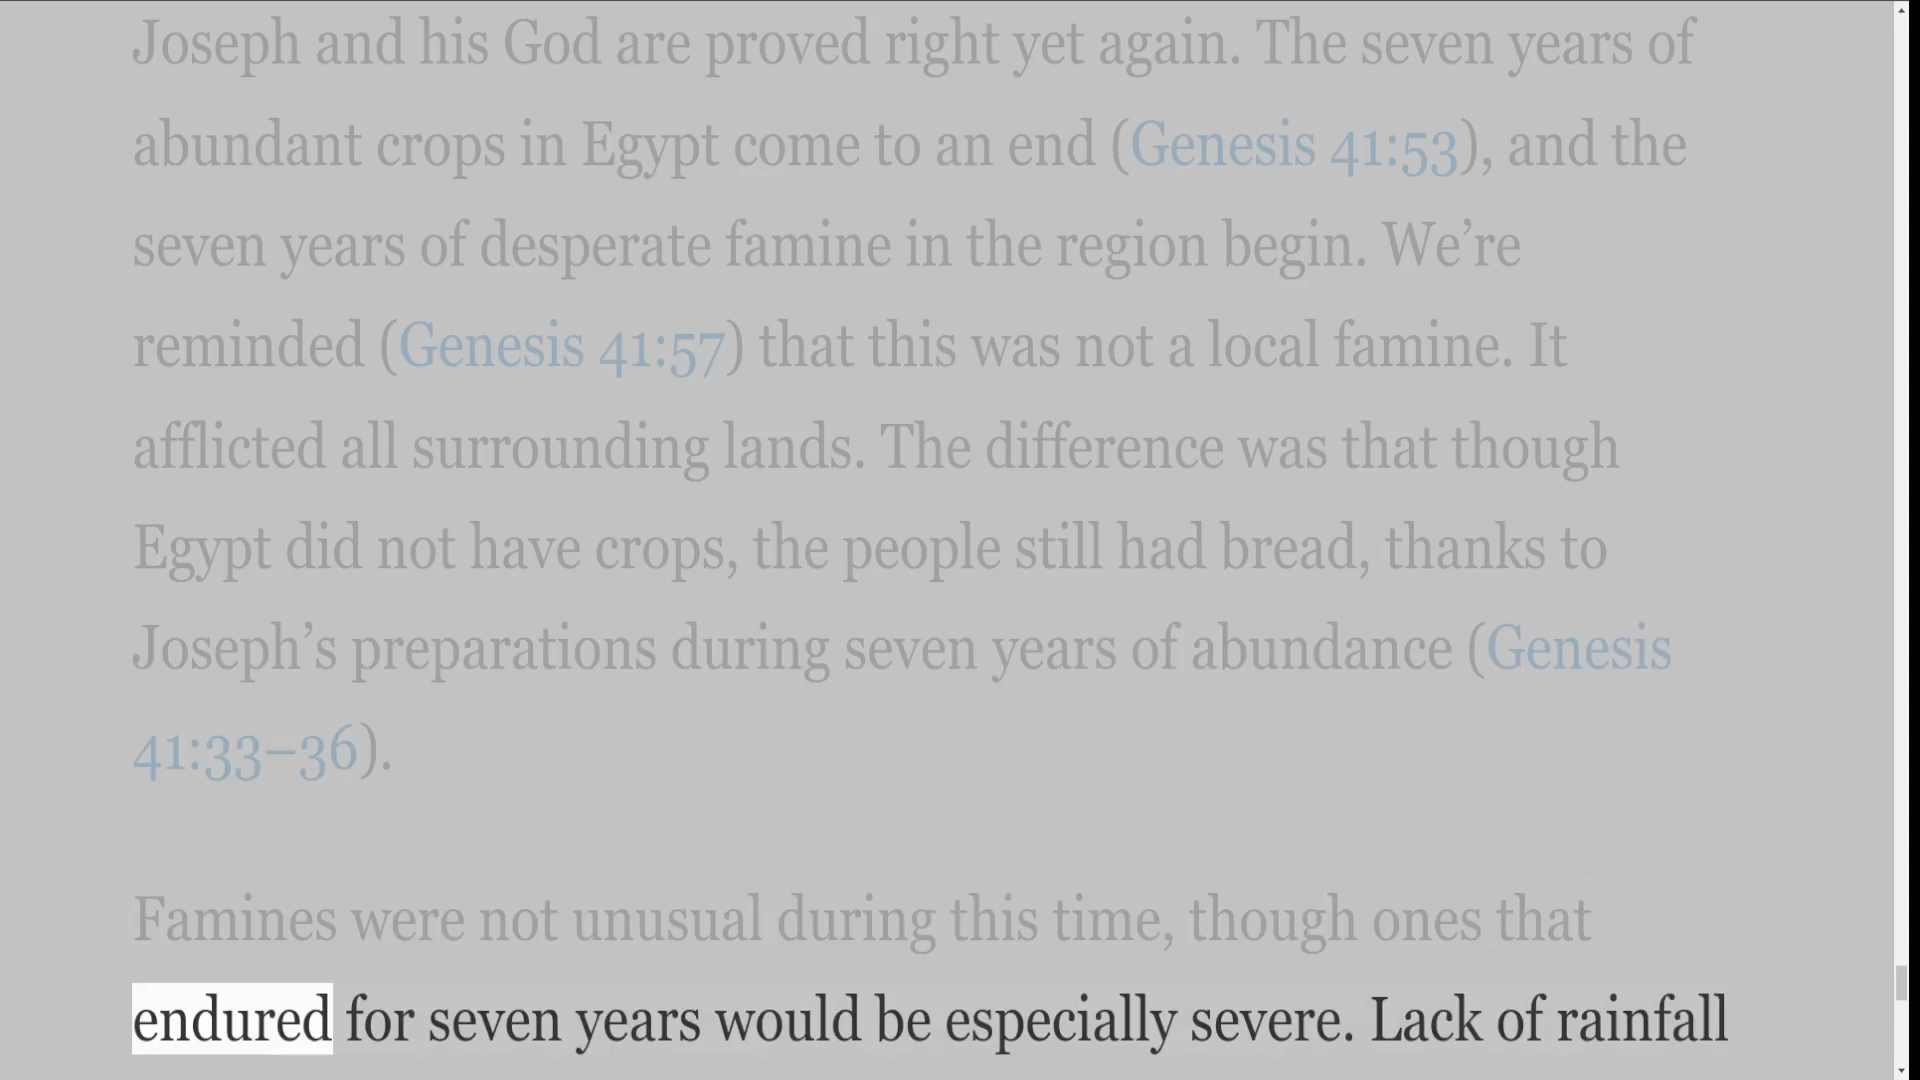 Joseph and his God are proved right yet again. The seven years of
abundant crops in Egypt come to an end (Genesis 41:53), and the
seven years of desperate famine in the region begin. We’re
reminded (Genesis 41:57) that this was not a local famine. It
afflicted all surrounding lands. The difference was that though
Egypt did not have crops, the people still had bread, thanks to
Joseph’s preparations during seven years of abundance (Genesis
41:33–36).
Famines were not unusual during this time, though ones that
endured for seven years would be especially severe. Lack of rainfall